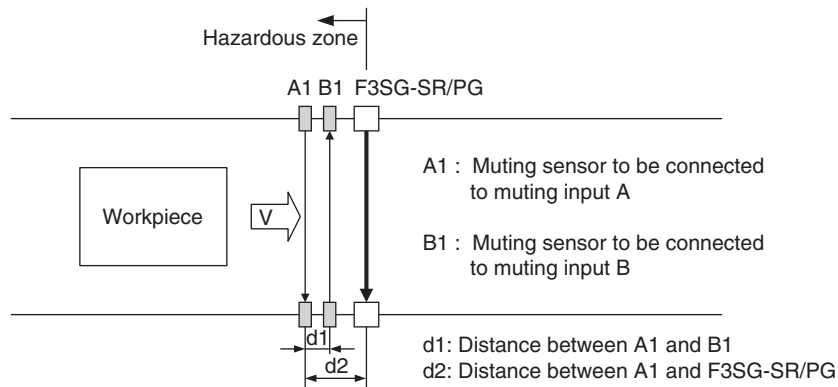 Hazardous zone
A1 B1 F3SG-SR/PG
Workpiece
V
A1 : Muting sensor to be connected
to muting input A
B1 : Muting sensor to be connected
to muting input B
d1
d2
d1: Distance between A1 and B1
d2: Distance between A1 and F3SG-SR/PG